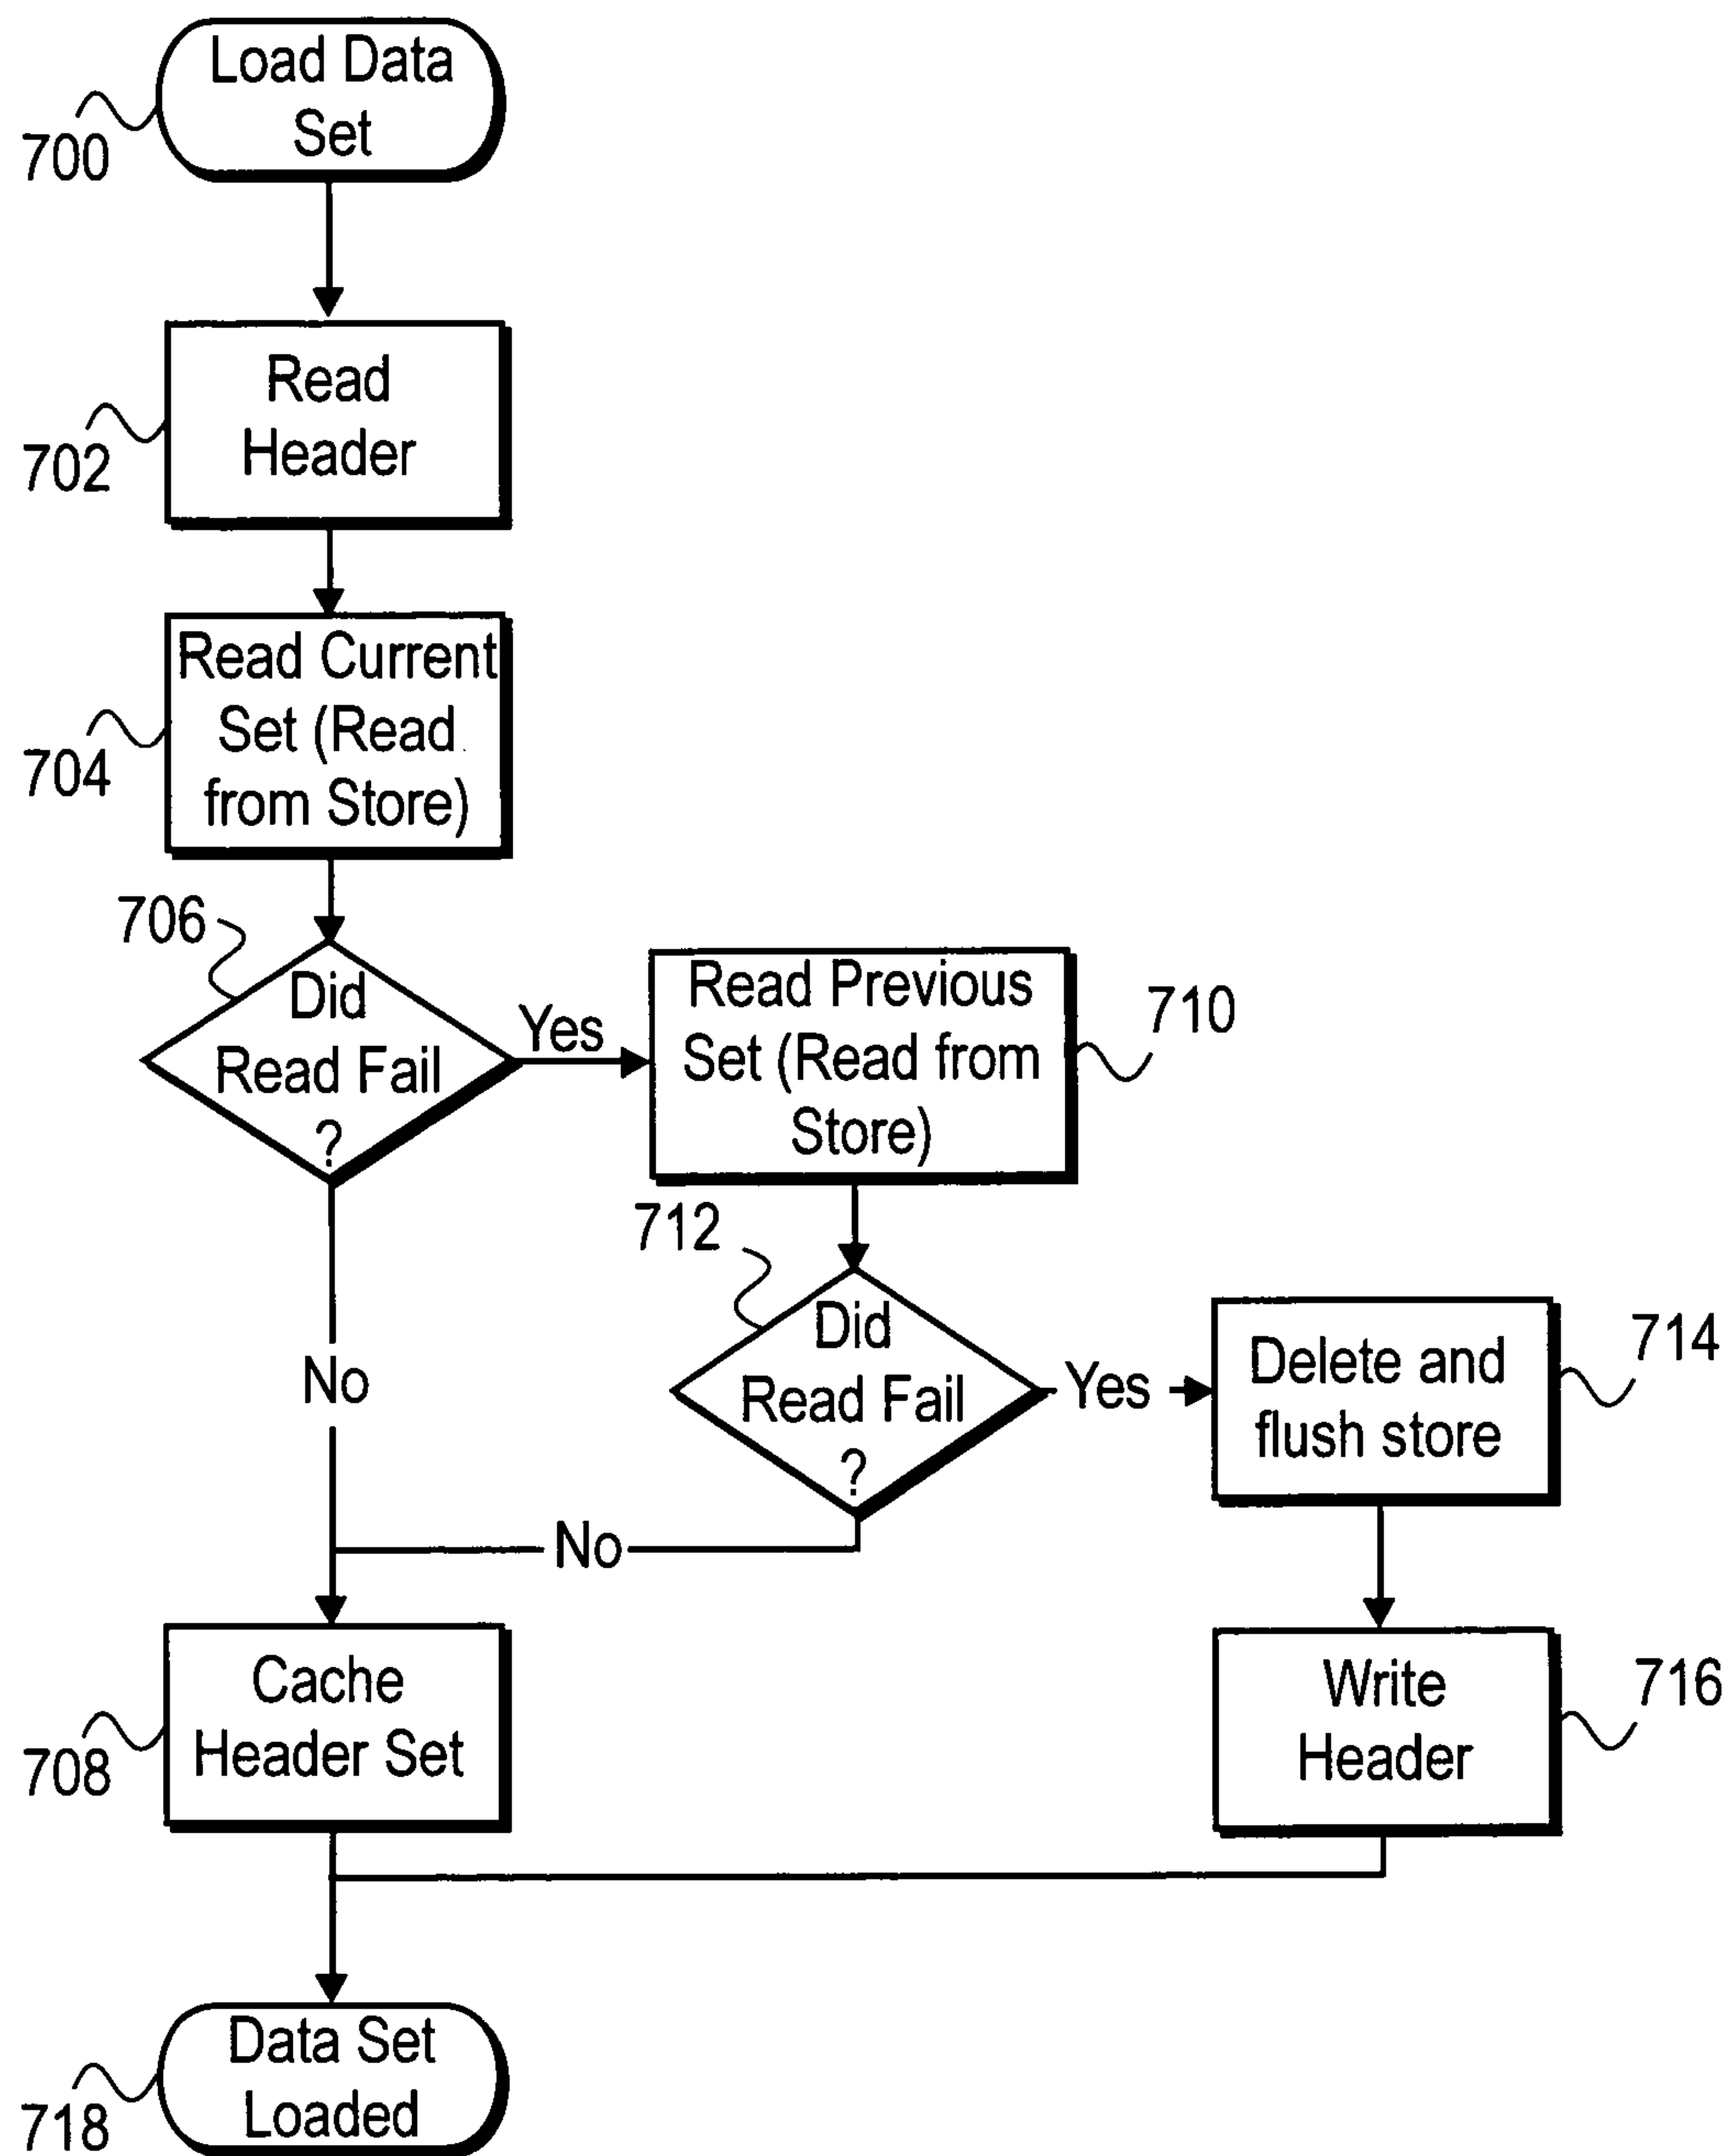 Load Data
Set
700
Read
Header
702
Read Current
Set (Read
from Store)
704
706
Did
Read Fail
?
Yes
Read Previous
Set (Read from
Store)
710
712
Did
Read Fail
?
Yes
Delete and
flush store
714
No
No
Cache
Header Set
708
Write
Header
716
Data Set
Loaded
718